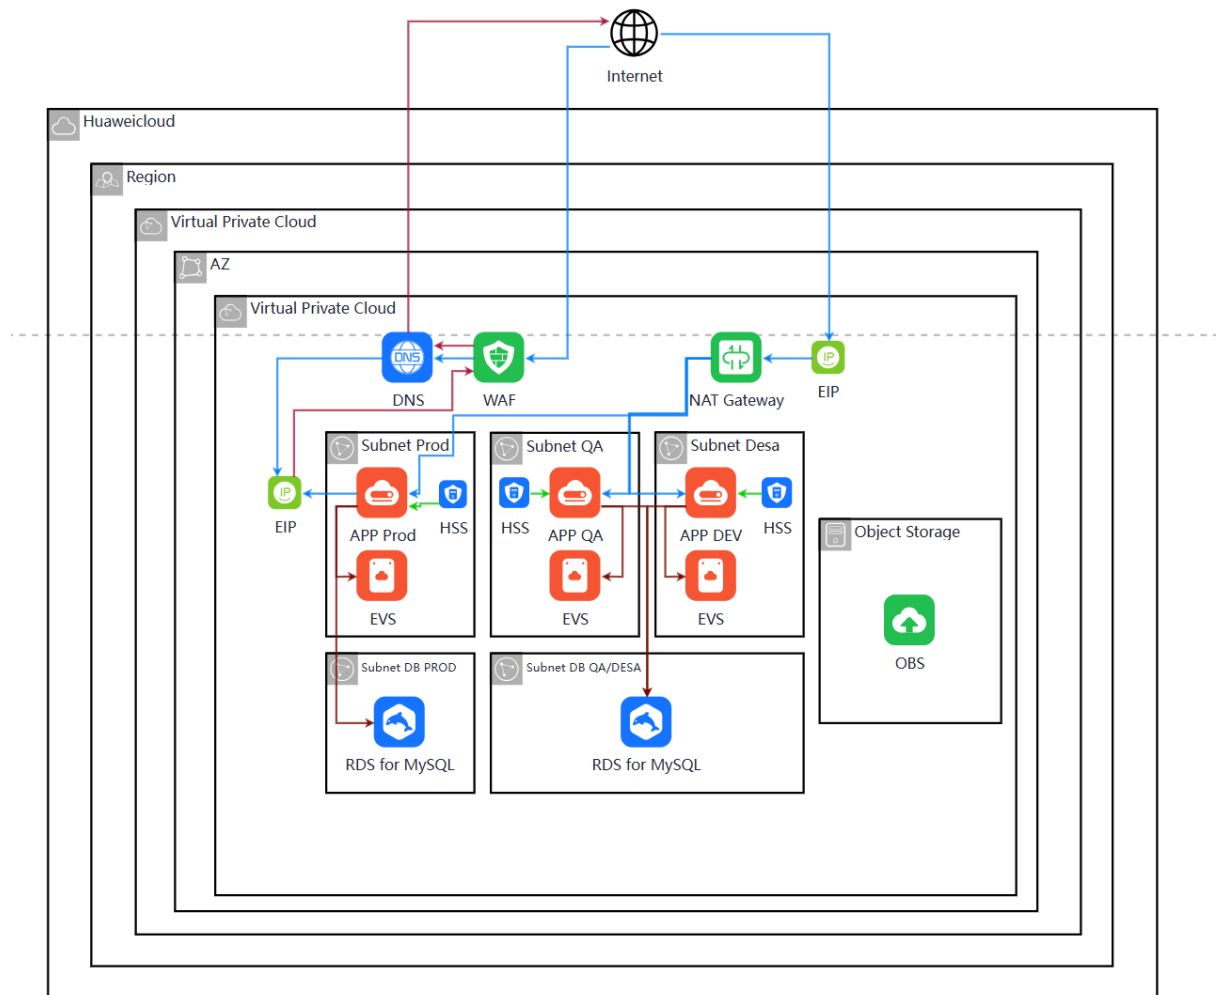 Internet
Huaweicloud
Region
Virtual Private Cloud
AZ
Virtual Private Cloud
DNS
DNS
WAF
NAT Gateway
IP
EIP
Subnet Prod
Subnet QA
Subnet Desa
IP
EIP
APP Prod
HSS
HSS
APP QA
APP DEV
HSS
Object Storage
EVS
EVS
EVS
OBS
Subnet DB PROD
Subnet DB QA/DESA
RDS for MySQL
RDS for MySQL